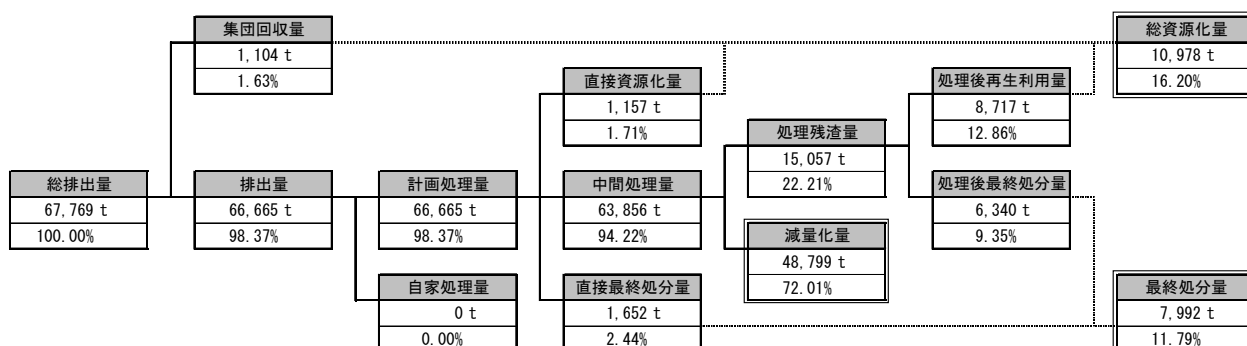 集団回収量
1,104 t
1.63%
総資源化量
10,978 t
16.20%
直接資源化量
1,157 t
1.71%
処理後再生利用量
8,717 t
12.86%
処理残渣量
15,057 t
22.21%
総排出量
67,769 t
100.00%
排出量
66,665 t
98.37%
計画処理量
66,665 t
98.37%
中間処理量
63,856 t
94.22%
処理後最終処分量
6,340 t
9.35%
減量化量
48,799 t
72.01%
自家処理量
0 t
0.00%
直接最終処分量
1,652 t
2.44%
最終処分量
7,992 t
11.79%